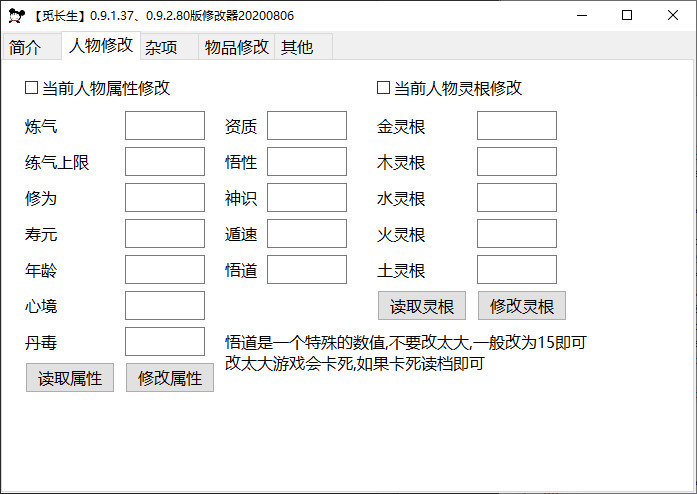 【觅长生】0.9.1.37、0.9.2.80版修改器20200806
简介 人物修改 杂项 物品修改 其他
当前人物属性修改 当前人物灵根修改
炼气 资质 金灵根
练气上限 悟性 木灵根
修为 神识 水灵根
寿元 遁速 火灵根
年龄 悟道 土灵根
心境 读取灵根 修改灵根
丹毒 悟道是一个特殊的数值,不要改太大,一般改为15即可
改太大游戏会卡死,如果卡死读档即可
读取属性 修改属性